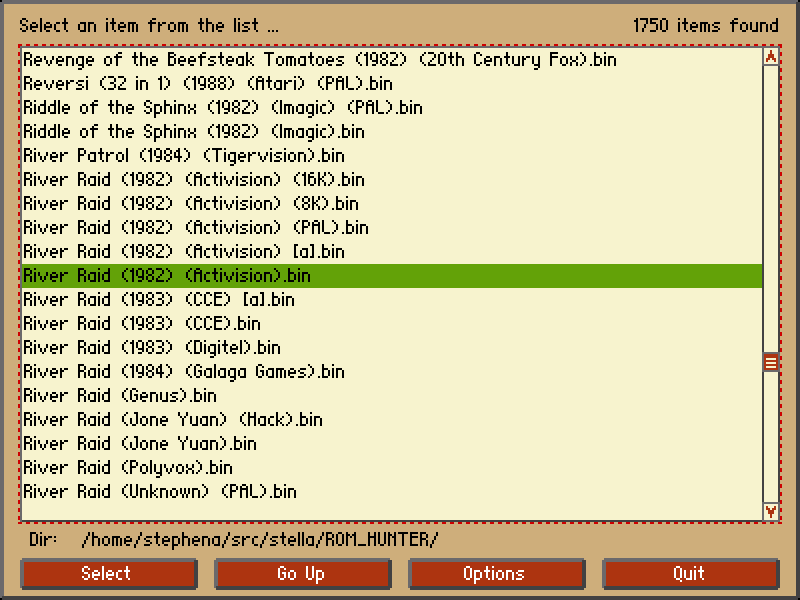 Select an item from the list ... 1750 items found
Revenge of the Beefsteak Tomatoes (1982) (20th Century Fox).bin
Reversi (32 in 1) (1988) (Atari) (PAL).bin
Riddle of the Sphinx (1982) (Imagic) (PAL).bin
Riddle of the Sphinx (1982) (Imagic).bin
River Patrol (1984) (Tigervision).bin
River Raid (1982) (Activision) (16K).bin
River Raid (1982) (Activision) (8K).bin
River Raid (1982) (Activision) (PAL).bin
River Raid (1982) (Activision) [a].bin
River Raid (1982) (Activision).bin
River Raid (1983) (CCE) [a].bin
River Raid (1983) (CCE).bin
River Raid (1983) (Digitel).bin
River Raid (1984) (Galaga Games).bin
River Raid (Genus).bin
River Raid (Jone Yuan) (Hack).bin
River Raid (Jone Yuan).bin
River Raid (Polyvox).bin
River Raid (Unknown) (PAL).bin
Dir: /home/stephena/src/stella/ROM_HUNTER/
Select Go Up Options Quit